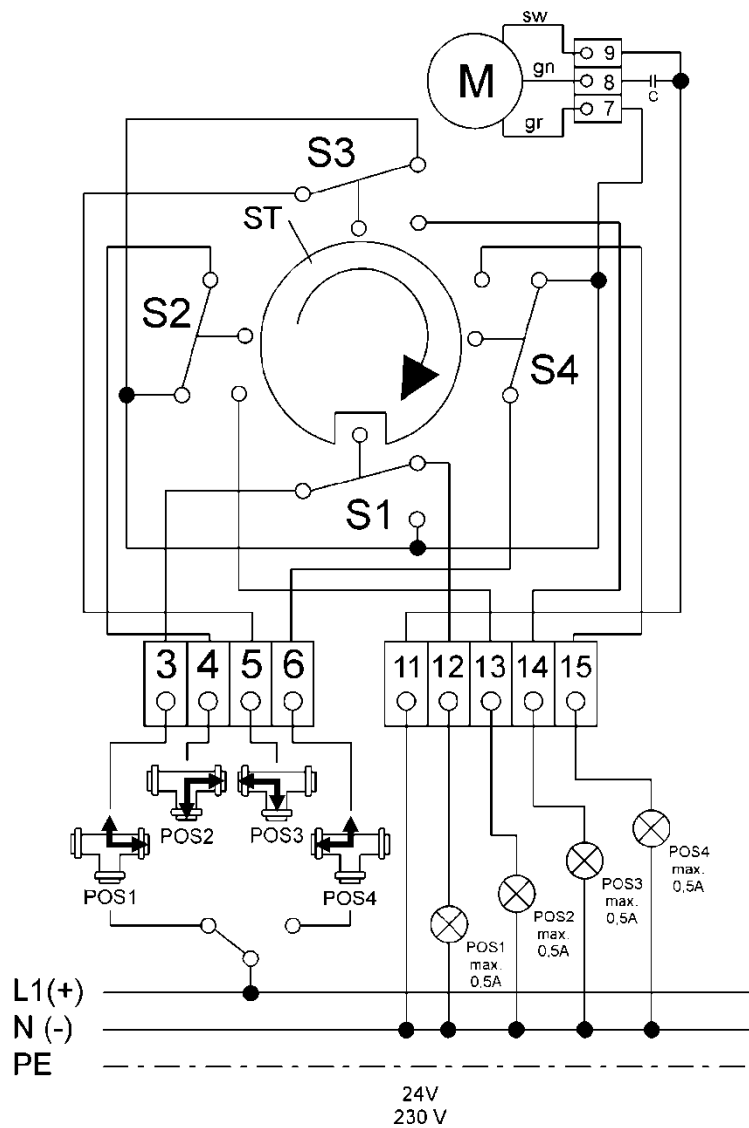 sw
M
gn
gr
9
8
7
C
S3
ST
S2
S4
S1
3 4 5 6
11 12 13 14 15
POS1
POS2
POS3
POS4
POS1
max.
0,5A
POS2
max.
0,5A
POS3
max.
0,5A
POS4
max.
0,5A
L1(+)
N (-)
PE
24V
230 V